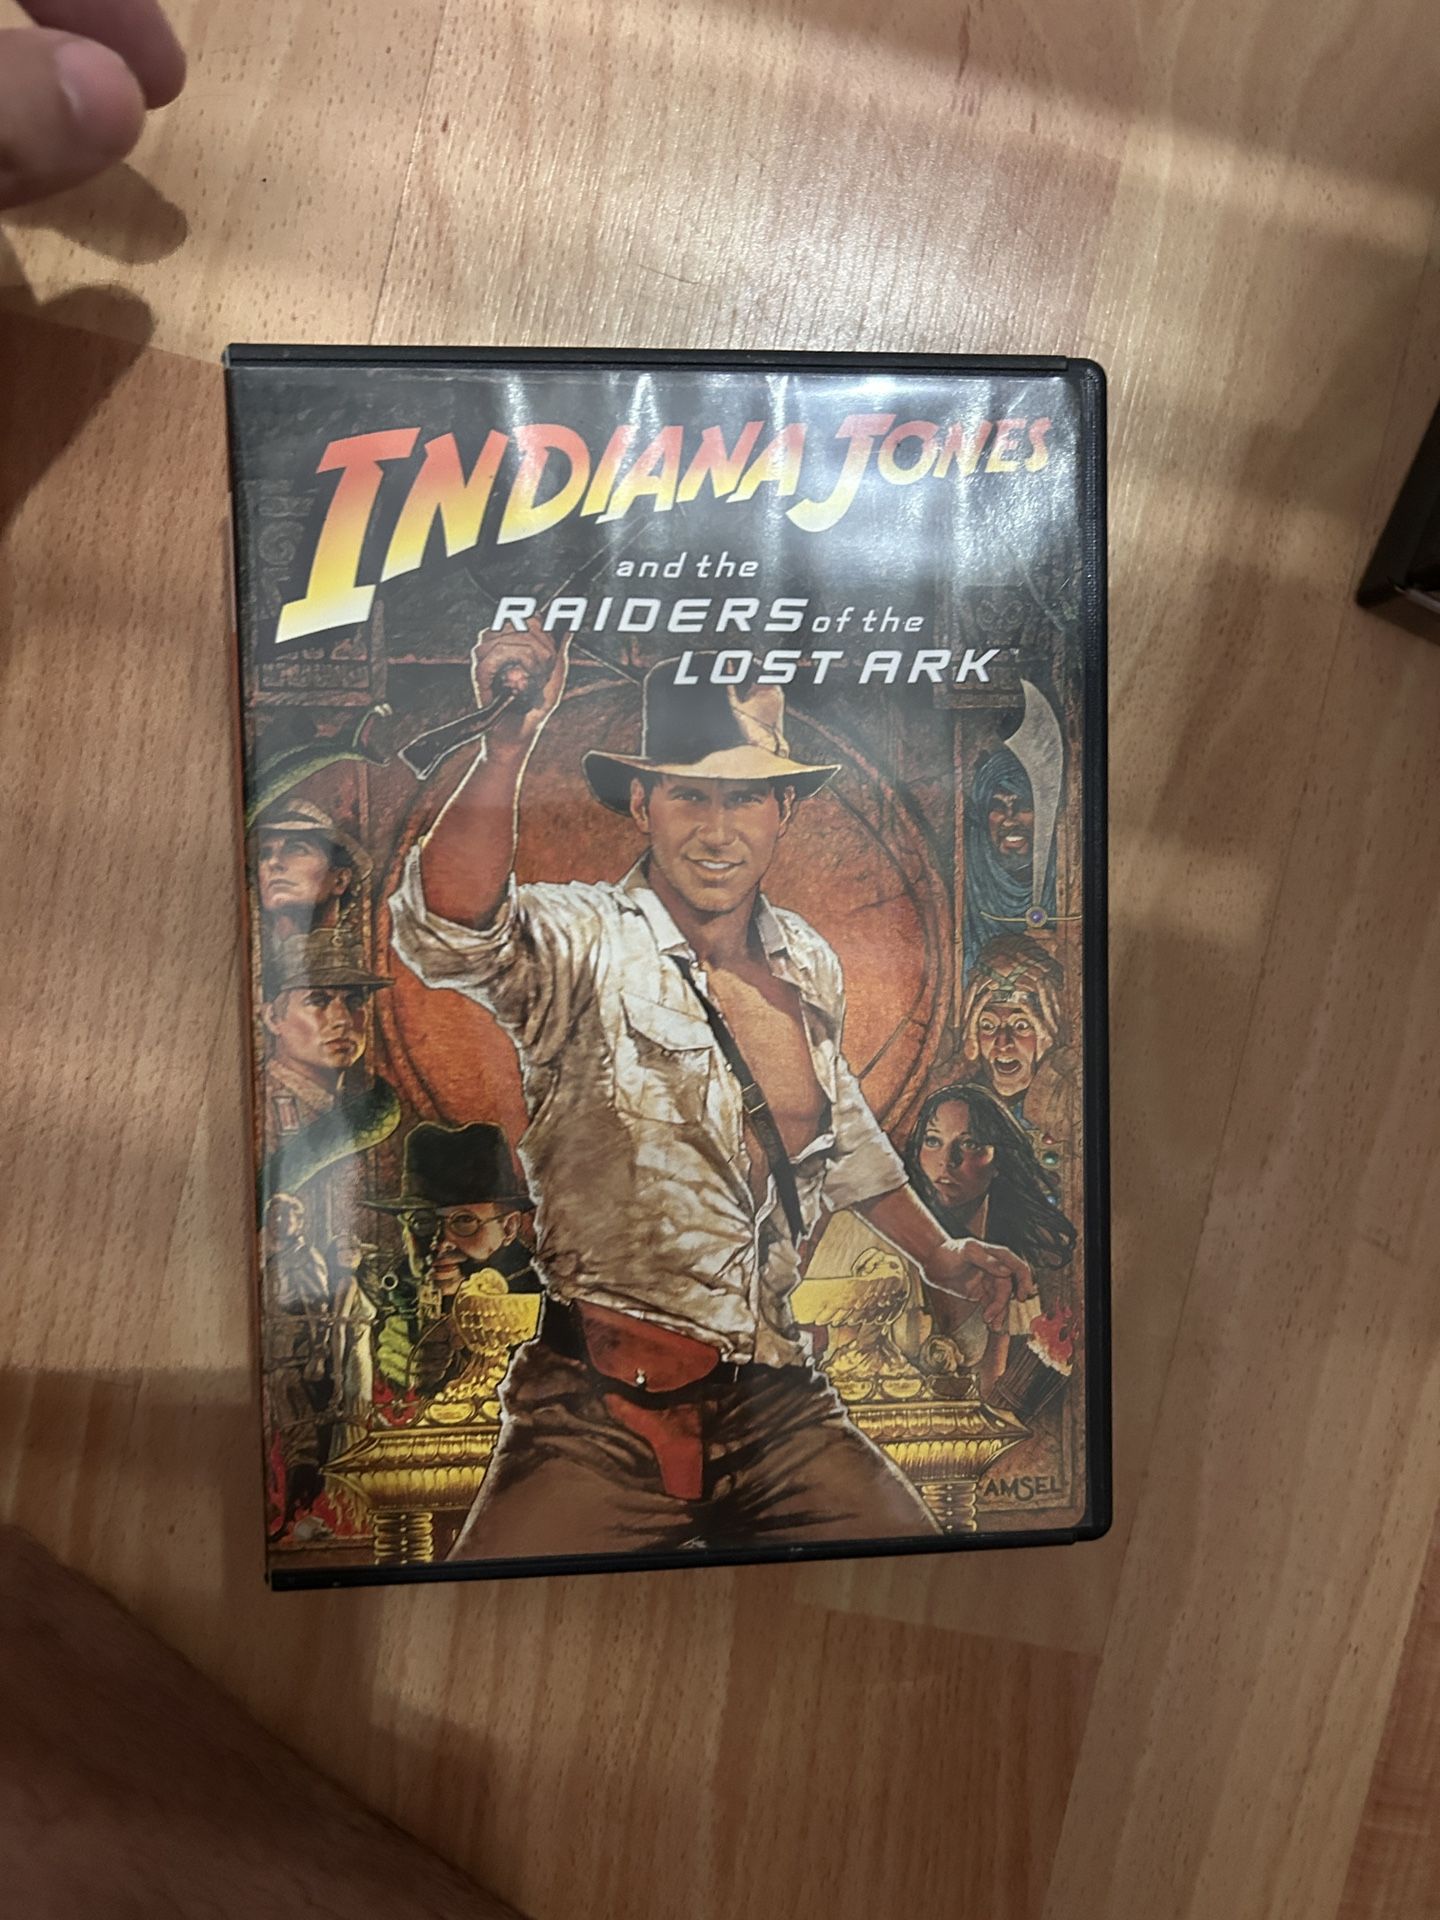 INDIANA JONES
and the
RAIDERS of the
LOST ARK
AMSEL